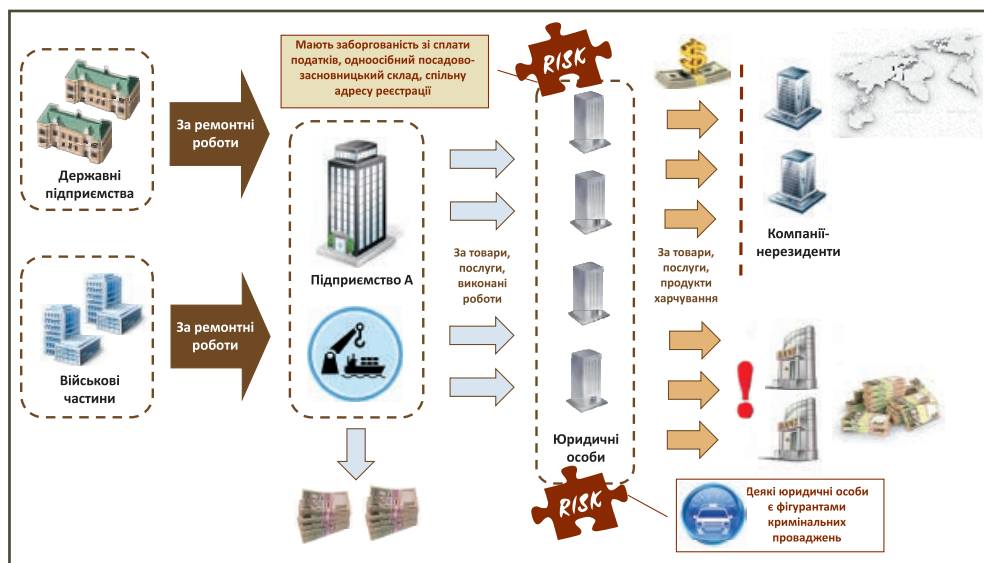 Мають заборгованість зі сплати
податків, одноосібний посадово-
засновницький склад, спільну
адресу реєстрації
RISK
За ремонтні
роботи
Державні
підприємства
Підприємство А
За товари,
послуги,
виконані
роботи
За товари,
послуги,
продукти
харчування
Компанії-
нерезиденти
За ремонтні
роботи
Військові
частини
Юридичні
особи
RISK
Деякі юридичні особи
є фігурантами
кримінальних
проваджень